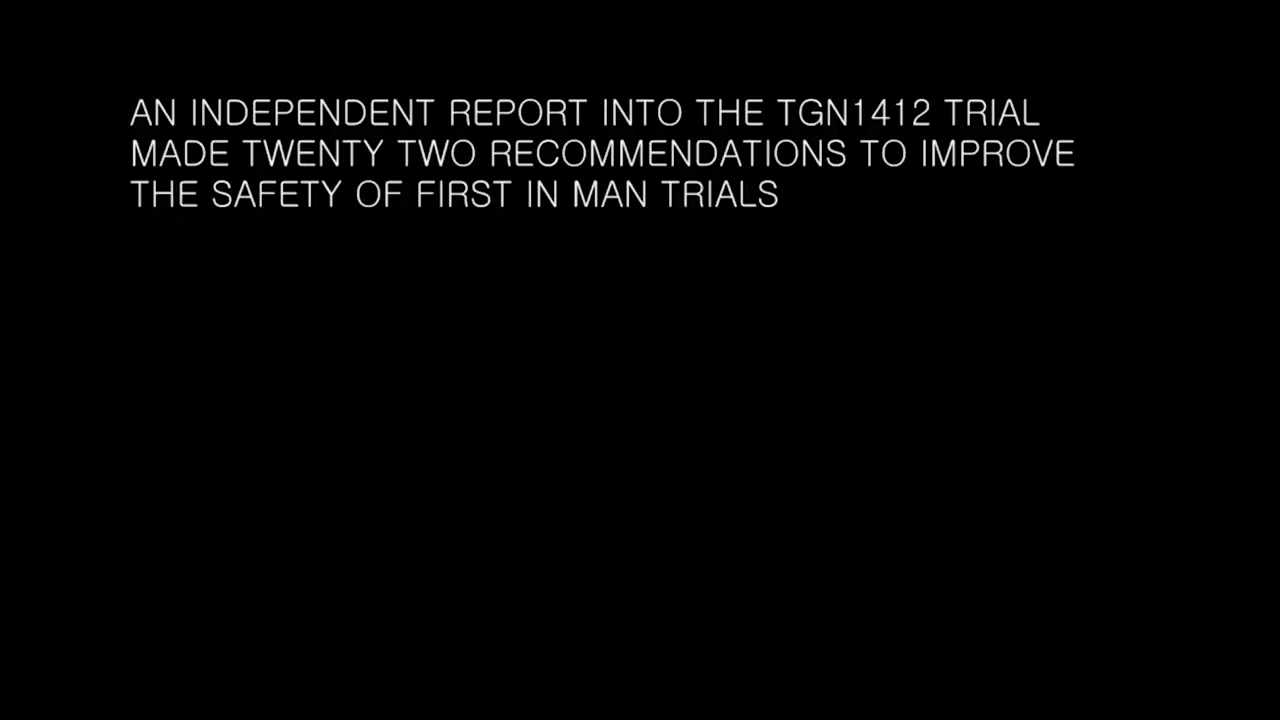 AN INDEPENDENT REPORT INTO THE TGN1412 TRIAL
MADE TWENTY TWO RECOMMENDATIONS TO IMPROVE
THE SAFETY OF FIRST IN MAN TRIALS